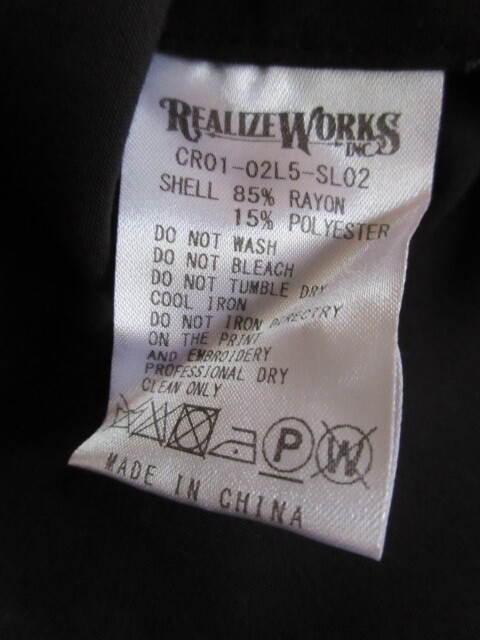 REALIZEWORKS
INC
CR01-02L5-SL02
SHELL 85% RAYON
15% POLYESTER
DO NOT WASH
DO NOT BLEACH
DO NOT TUMBLE DRY
COOL IRON
DO NOT IRON DIRECTRY
ON THE PRINT
AND EMBROIDERY
PROFESSIONAL DRY
CLEAN ONLY
P W
MADE IN CHINA